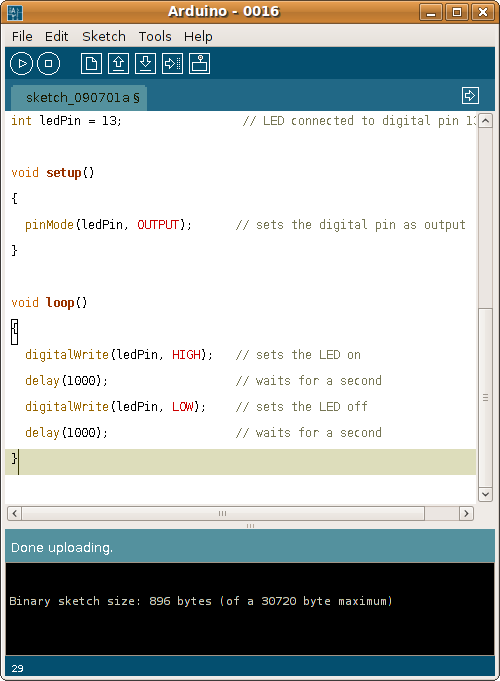 Arduino - 0016
File Edit Sketch Tools Help
sketch_090701a §
int ledPin = 13; // LED connected to digital pin 13
void setup()
{
pinMode(ledPin, OUTPUT); // sets the digital pin as output
}
void loop()
{
digitalWrite(ledPin, HIGH); // sets the LED on
delay(1000); // waits for a second
digitalWrite(ledPin, LOW); // sets the LED off
delay(1000); // waits for a second
}
Done uploading.
Binary sketch size: 896 bytes (of a 30720 byte maximum)
29